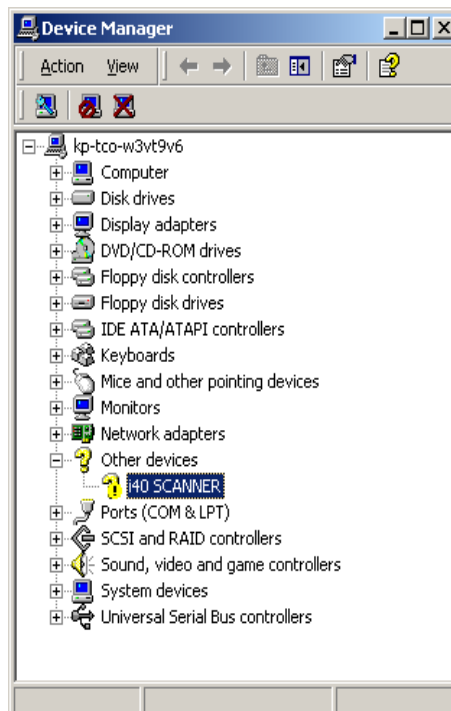 Device Manager
Action View
kp-tco-w3vt9v6
Computer
Disk drives
Display adapters
DVD/CD-ROM drives
Floppy disk controllers
Floppy disk drives
IDE ATA/ATAPI controllers
Keyboards
Mice and other pointing devices
Monitors
Network adapters
Other devices
i40 SCANNER
Ports (COM & LPT)
SCSI and RAID controllers
Sound, video and game controllers
System devices
Universal Serial Bus controllers